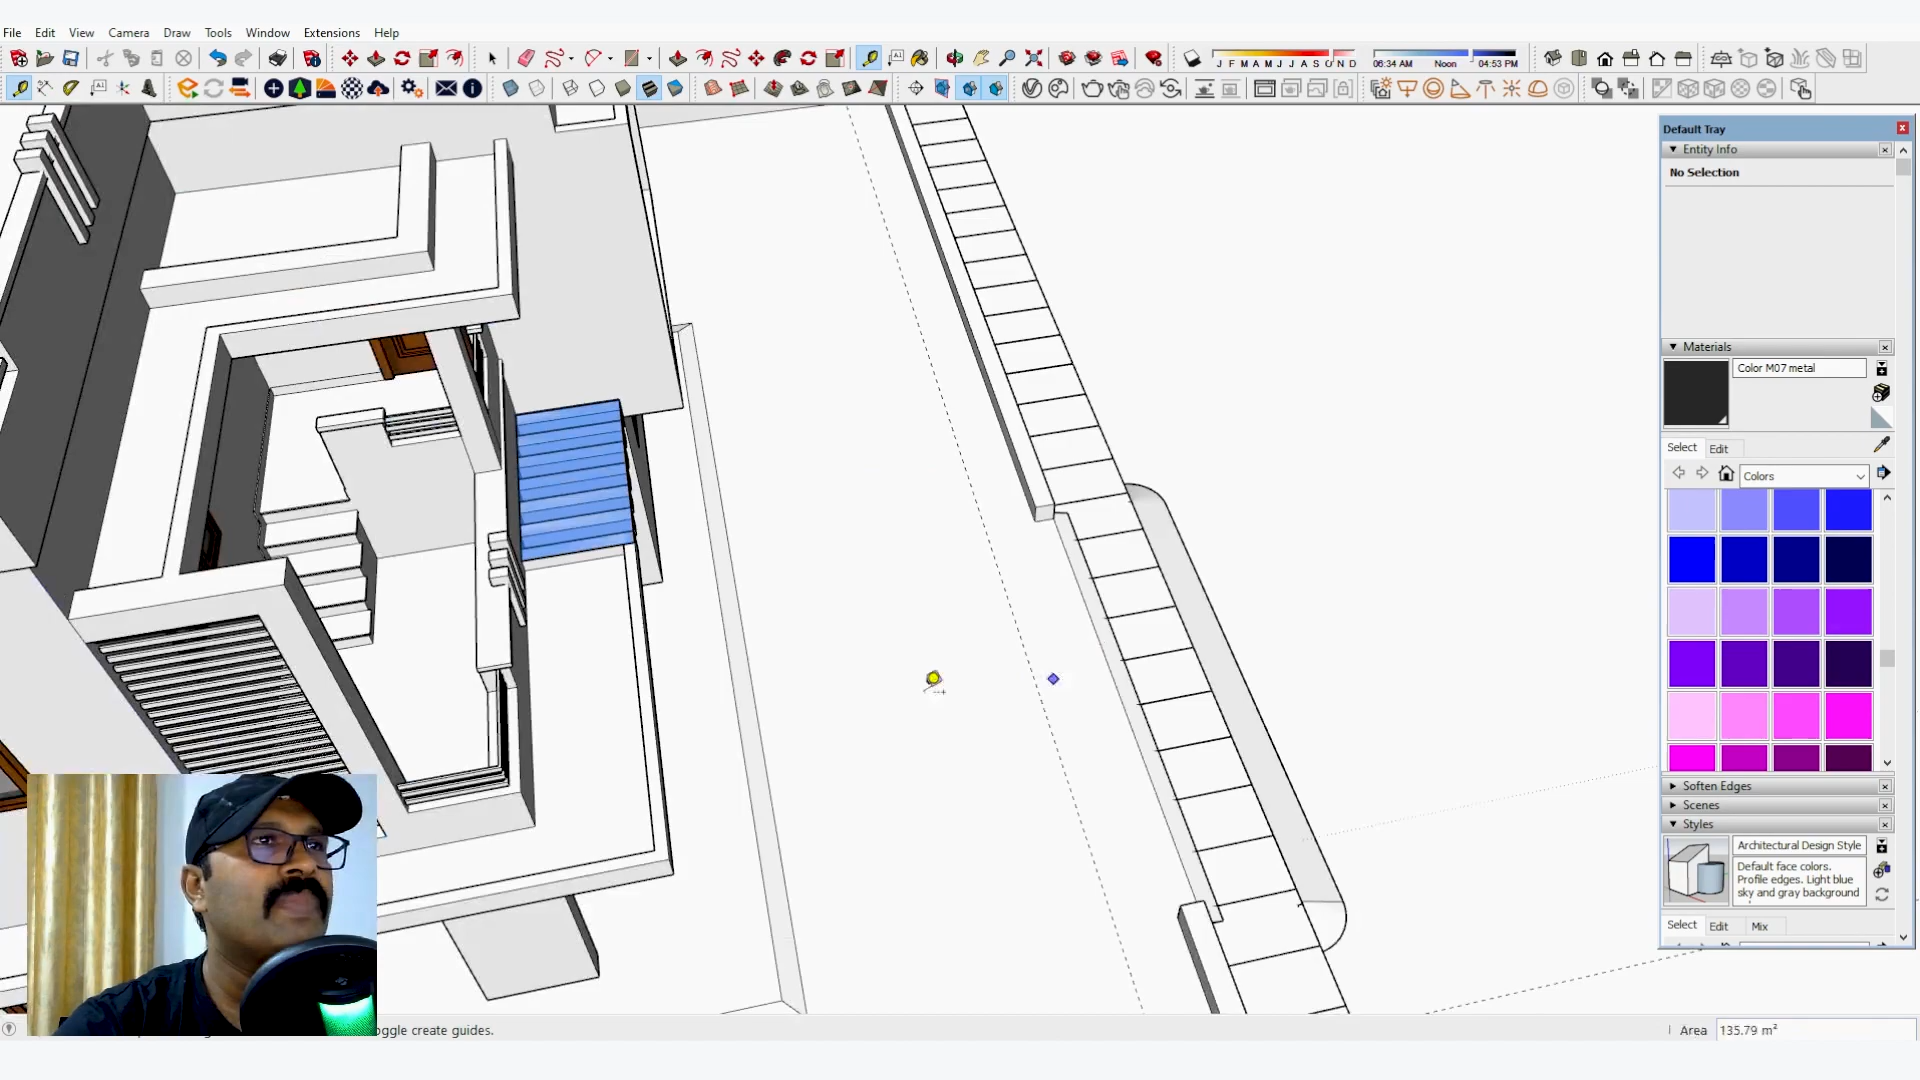 File Edit View Camera Draw Tools Window Extensions Help
J F M A M J J A S O N D
06:34 AM Noon 04:53 PM
Default Tray
Entity Info
No Selection
Materials
Color M07 metal
Select Edit
Colors
Soften Edges
Scenes
Styles
Architectural Design Style
Default face colors.
Profile edges. Light blue
sky and gray background
Select Edit Mix
oggle create guides.
Area 135.79 m²